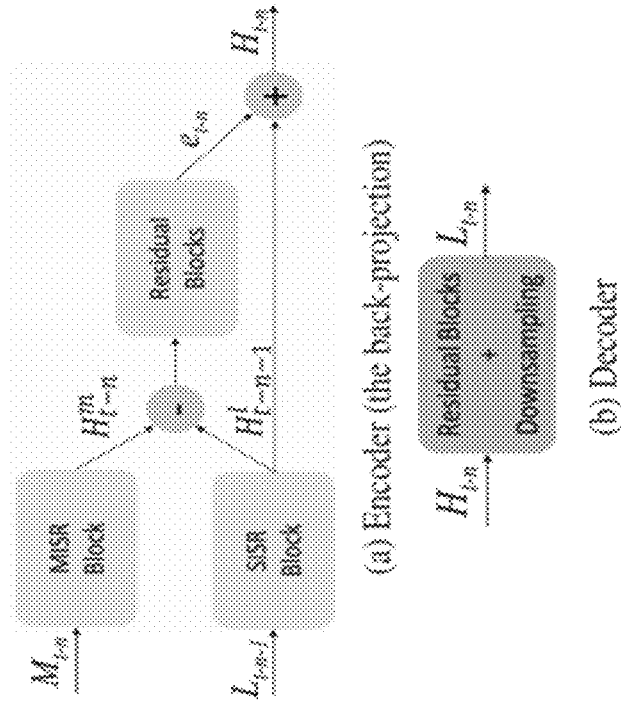 M_{t-n}
MISR
Block
H^m_{t-n}
-
L_{t-n-1}
SISR
Block
H^l_{t-n-1}
Residual
Blocks
e_{t-n}
+
H_{t-n}
(a) Encoder (the back-projection)
H_{t-n}
Residual Blocks
+
Downsampling
L_{t-n}
(b) Decoder